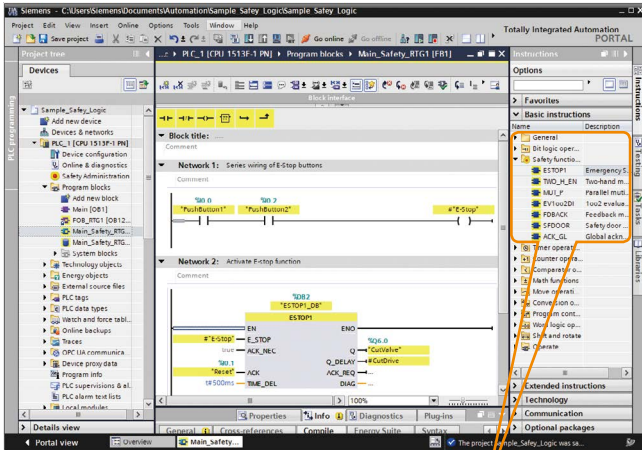 Siemens - C:\Users\Siemens\Documents\Automation\Sample_Safey_Logic\Sample_Safey_Logic
Project Edit View Insert Online Options Tools Window Help
Totally Integrated Automation
PORTAL
Save project
Go online
Go offline
Project tree
PLC_1 [CPU 1513F-1 PN] ▸ Program blocks ▸ Main_Safety_RTG1 [FB1]
Instructions
Devices
Options
PLC programming
Sample_Safey_Logic
Add new device
Devices & networks
PLC_1 [CPU 1513F-1]
Device configuration
Online & diagnostics
Safety Administration
Program blocks
Add new block
Main [OB1]
FOB_RTG1 [OB12...
Main_Safety_RTG...
Main_Safety_RTG...
System blocks
Technology objects
Energy objects
External source files
PLC tags
PLC data types
Watch and force tabl...
Online backups
Traces
OPC UA communica...
Device proxy data
Program info
PLC supervisions & al...
PLC alarm text lists
Local modules
Details view
Block interface
Block title:
Comment
Network 1: Series wiring of E-Stop buttons
Comment
%I0.0 %I0.2
"PushButton1" "PushButton2" #"E-Stop"
Network 2: Activate E-stop function
Comment
%DB2
"ESTOP1_DB"
ESTOP1
EN ENO
#"E-Stop" E_STOP %Q6.0
true ACK_NEC Q "CutValve"
%I0.1 Q_DELAY #CutDrive
"Reset" ACK ACK_REQ ...
t#500ms TIME_DEL DIAG ...
100%
Properties Info Diagnostics Plug-ins
General Cross-references Compile Energy Suite Syntax
Favorites
Basic instructions
Name Description
General
Bit logic oper...
Safety functio...
ESTOP1 Emergency S...
TWO_H_EN Two-hand m...
MUT_P Parallel muti...
EV1oo2DI 1oo2 evalua...
FDBACK Feedback m...
SFDOOR Safety door ...
ACK_GL Global ackn...
Timer operati...
Counter opera...
Comparator o...
Math functions
Move operati...
Conversion o...
Program cont...
Word logic op...
Shift and rotate
Operate
Extended instructions
Technology
Communication
Optional packages
Instructions
Testing
Tasks
Libraries
Portal view Overview Main_Safety... The project Sample_Safey_Logic was sa...